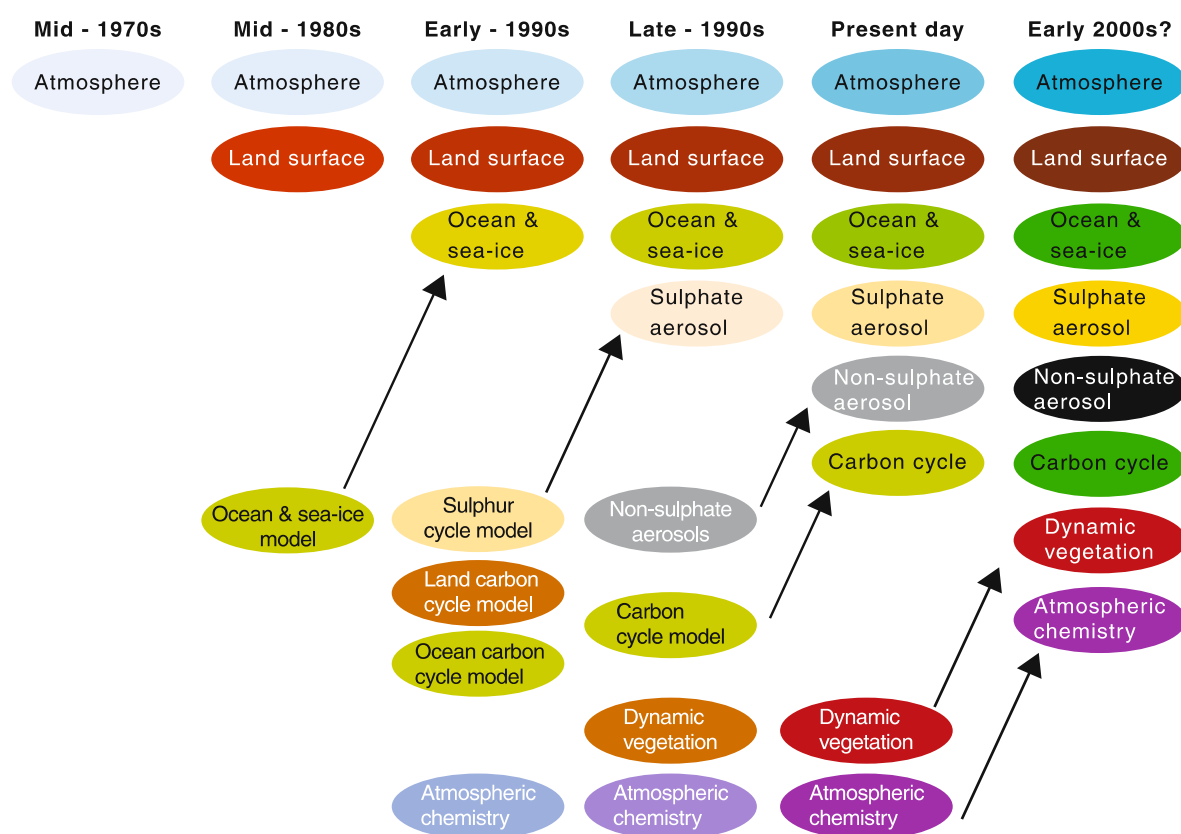 Mid - 1970s
Mid - 1980s
Early - 1990s
Late - 1990s
Present day
Early 2000s?
Atmosphere
Atmosphere
Atmosphere
Atmosphere
Atmosphere
Atmosphere
Land surface
Land surface
Land surface
Land surface
Land surface
Ocean &
sea-ice
Ocean &
sea-ice
Ocean &
sea-ice
Ocean &
sea-ice
Sulphate
aerosol
Sulphate
aerosol
Sulphate
aerosol
Non-sulphate
aerosol
Non-sulphate
aerosol
Carbon cycle
Carbon cycle
Ocean & sea-ice
model
Sulphur
cycle model
Non-sulphate
aerosols
Dynamic
vegetation
Land carbon
cycle model
Carbon
cycle model
Atmospheric
chemistry
Ocean carbon
cycle model
Dynamic
vegetation
Dynamic
vegetation
Atmospheric
chemistry
Atmospheric
chemistry
Atmospheric
chemistry